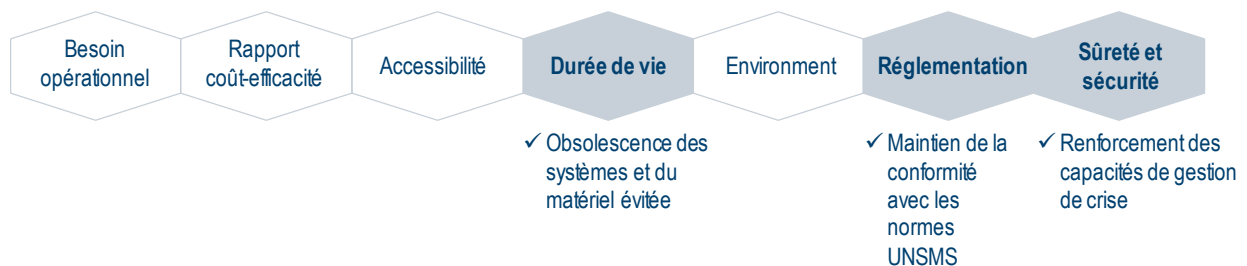 Besoin
opérationnel
Rapport
coût-efficacité
Accessibilité
Durée de vie
Environment
Réglementation
Sûreté et
sécurité
✓ Obsolescence des
systèmes et du
matériel évitée
✓ Maintien de la
conformité
avec les
normes
UNSMS
✓ Renforcement des
capacités de gestion
de crise